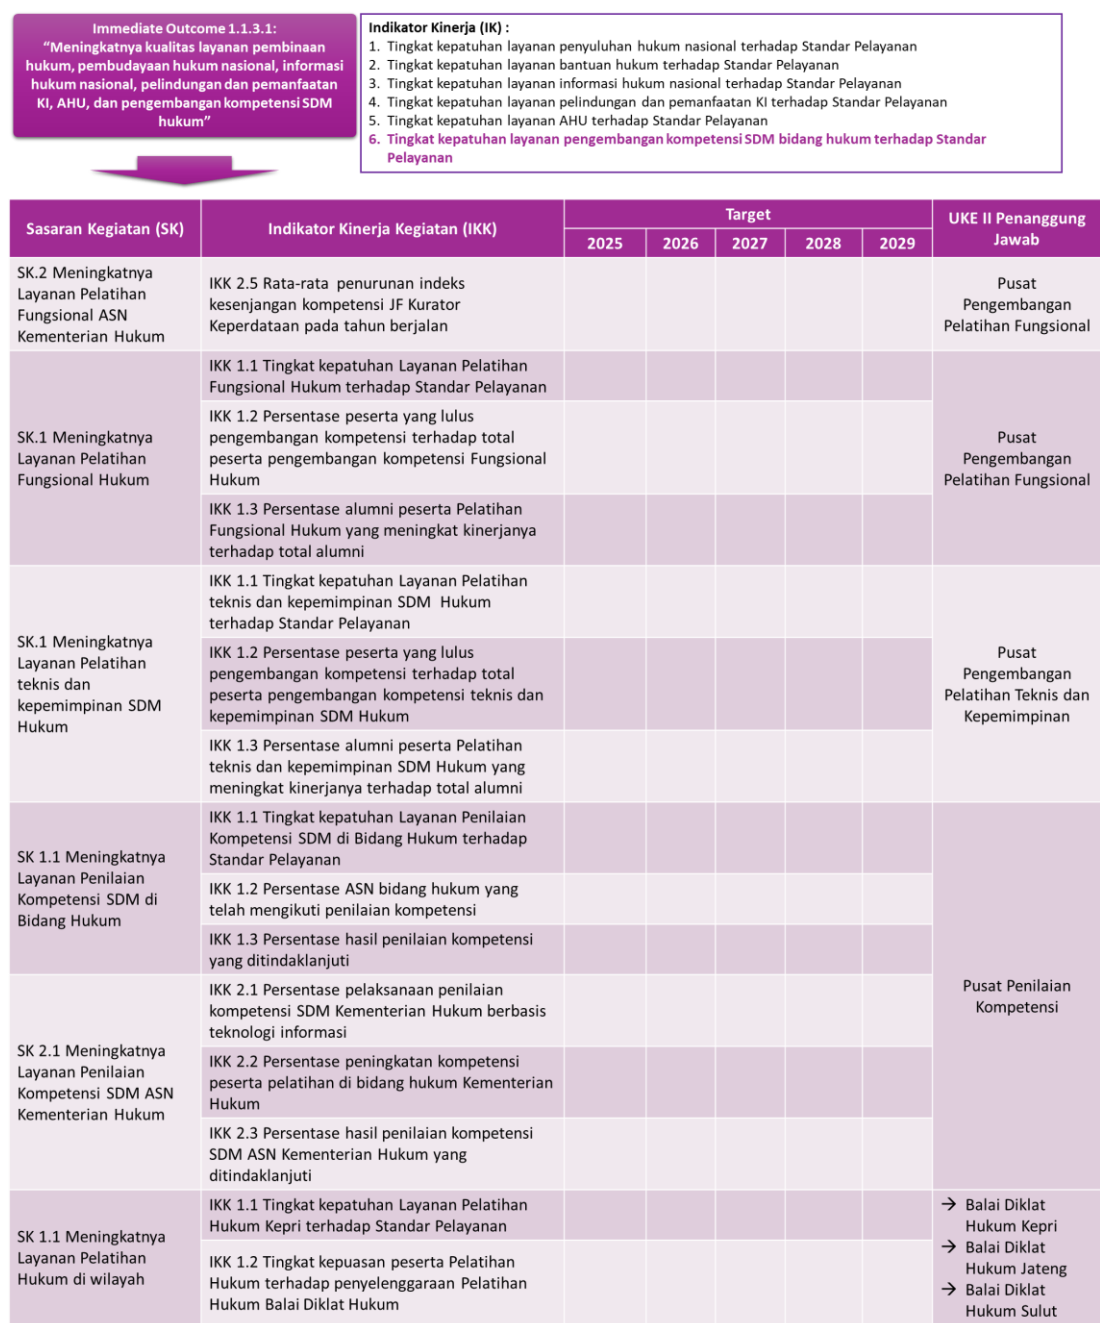 Immediate Outcome 1.1.3.1:
“Meningkatnya kualitas layanan pembinaan
hukum, pembudayaan hukum nasional, informasi
hukum nasional, pelindungan dan pemanfaatan
KI, AHU, dan pengembangan kompetensi SDM
hukum”
Indikator Kinerja (IK) :
1. Tingkat kepatuhan layanan penyuluhan hukum nasional terhadap Standar Pelayanan
2. Tingkat kepatuhan layanan bantuan hukum terhadap Standar Pelayanan
3. Tingkat kepatuhan layanan informasi hukum nasional terhadap Standar Pelayanan
4. Tingkat kepatuhan layanan pelindungan dan pemanfaatan KI terhadap Standar Pelayanan
5. Tingkat kepatuhan layanan AHU terhadap Standar Pelayanan
6. Tingkat kepatuhan layanan pengembangan kompetensi SDM bidang hukum terhadap Standar
Pelayanan
Sasaran Kegiatan (SK)
Indikator Kinerja Kegiatan (IKK)
Target
2025 2026 2027 2028 2029
UKE II Penanggung
Jawab
SK.2 Meningkatnya
Layanan Pelatihan
Fungsional ASN
Kementerian Hukum
IKK 2.5 Rata-rata penurunan indeks
kesenjangan kompetensi JF Kurator
Keperdataan pada tahun berjalan
Pusat
Pengembangan
Pelatihan Fungsional
SK.1 Meningkatnya
Layanan Pelatihan
Fungsional Hukum
IKK 1.1 Tingkat kepatuhan Layanan Pelatihan
Fungsional Hukum terhadap Standar Pelayanan
IKK 1.2 Persentase peserta yang lulus
pengembangan kompetensi terhadap total
peserta pengembangan kompetensi Fungsional
Hukum
IKK 1.3 Persentase alumni peserta Pelatihan
Fungsional Hukum yang meningkat kinerjanya
terhadap total alumni
Pusat
Pengembangan
Pelatihan Fungsional
SK.1 Meningkatnya
Layanan Pelatihan
teknis dan
kepemimpinan SDM
Hukum
IKK 1.1 Tingkat kepatuhan Layanan Pelatihan
teknis dan kepemimpinan SDM Hukum
terhadap Standar Pelayanan
IKK 1.2 Persentase peserta yang lulus
pengembangan kompetensi terhadap total
peserta pengembangan kompetensi teknis dan
kepemimpinan SDM Hukum
IKK 1.3 Persentase alumni peserta Pelatihan
teknis dan kepemimpinan SDM Hukum yang
meningkat kinerjanya terhadap total alumni
Pusat
Pengembangan
Pelatihan Teknis dan
Kepemimpinan
SK 1.1 Meningkatnya
Layanan Penilaian
Kompetensi SDM di
Bidang Hukum
IKK 1.1 Tingkat kepatuhan Layanan Penilaian
Kompetensi SDM di Bidang Hukum terhadap
Standar Pelayanan
IKK 1.2 Persentase ASN bidang hukum yang
telah mengikuti penilaian kompetensi
IKK 1.3 Persentase hasil penilaian kompetensi
yang ditindaklanjuti
SK 2.1 Meningkatnya
Layanan Penilaian
Kompetensi SDM ASN
Kementerian Hukum
IKK 2.1 Persentase pelaksanaan penilaian
kompetensi SDM Kementerian Hukum berbasis
teknologi informasi
IKK 2.2 Persentase peningkatan kompetensi
peserta pelatihan di bidang hukum Kementerian
Hukum
IKK 2.3 Persentase hasil penilaian kompetensi
SDM ASN Kementerian Hukum yang
ditindaklanjuti
Pusat Penilaian
Kompetensi
SK 1.1 Meningkatnya
Layanan Pelatihan
Hukum di wilayah
IKK 1.1 Tingkat kepatuhan Layanan Pelatihan
Hukum Kepri terhadap Standar Pelayanan
IKK 1.2 Tingkat kepuasan peserta Pelatihan
Hukum terhadap penyelenggaraan Pelatihan
Hukum Balai Diklat Hukum
→ Balai Diklat
Hukum Kepri
→ Balai Diklat
Hukum Jateng
→ Balai Diklat
Hukum Sulut